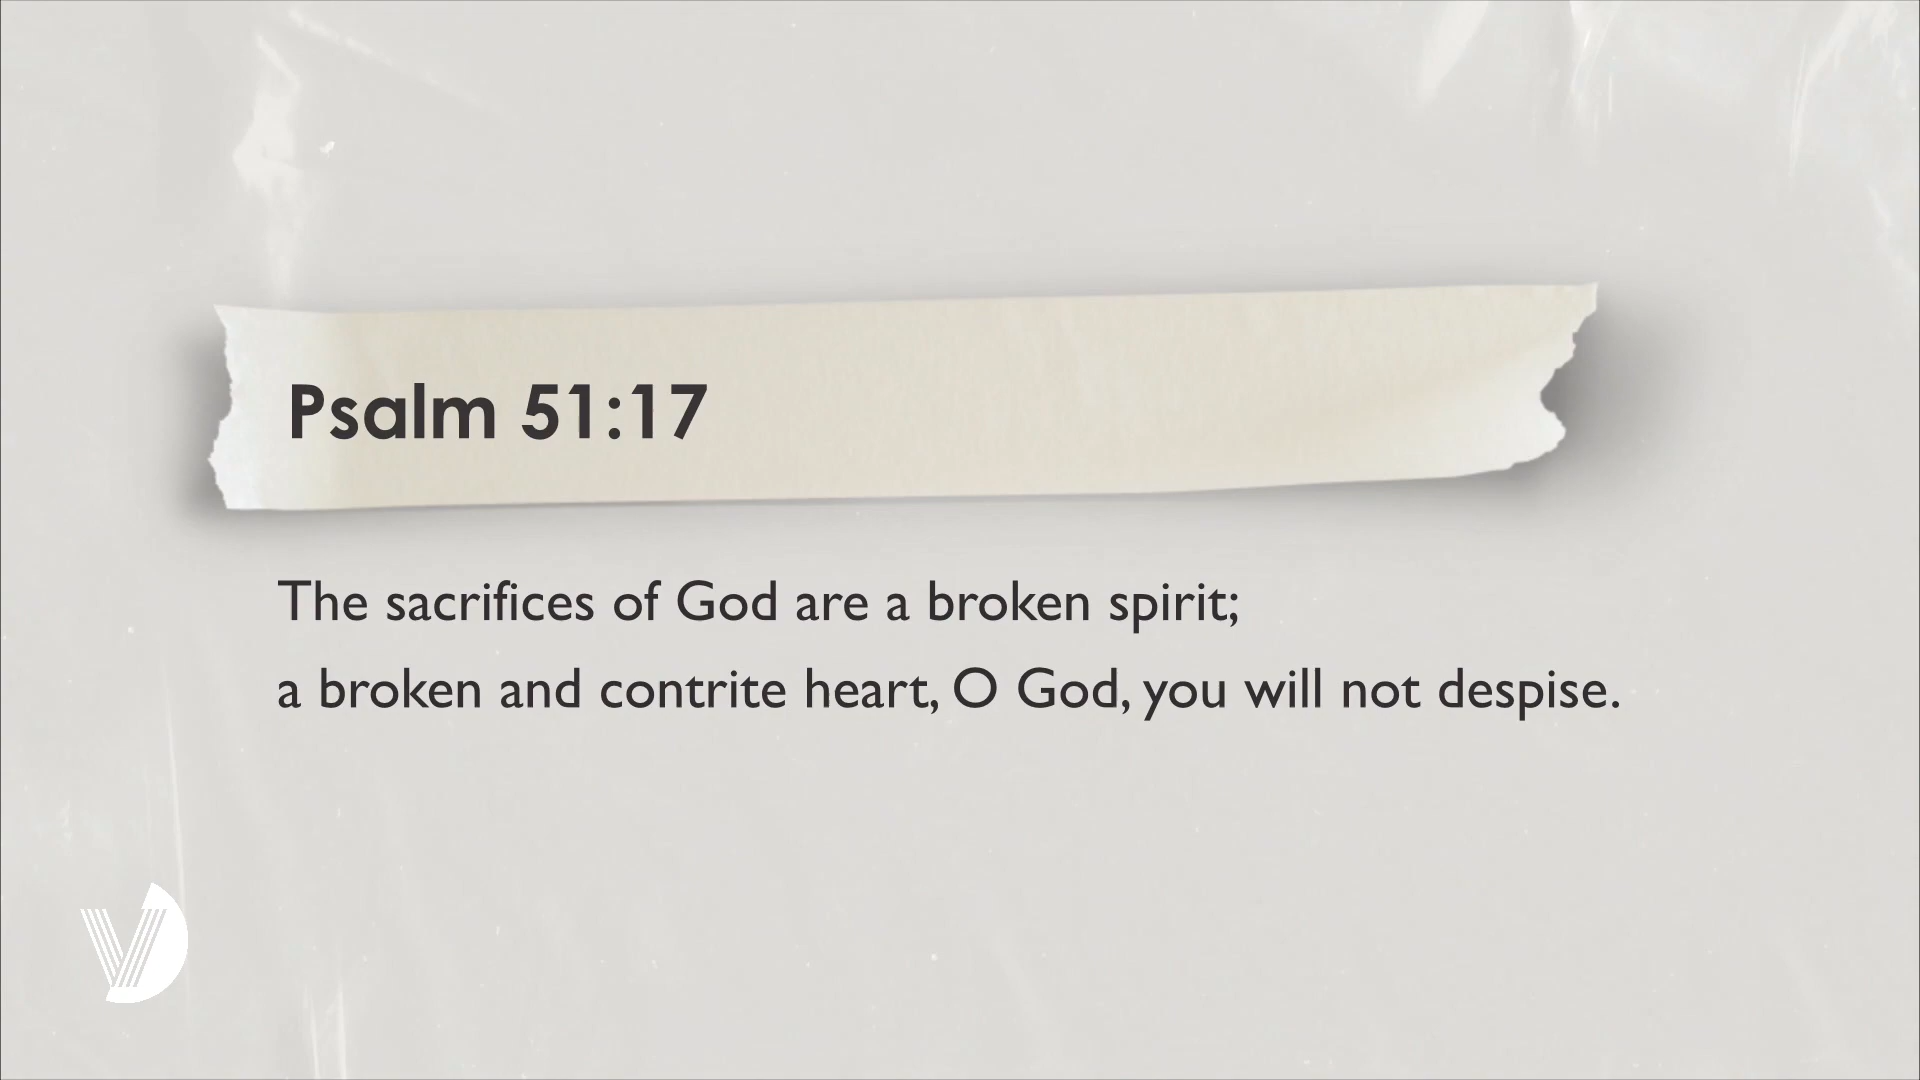 Psalm 51:17
The sacrifices of God are a broken spirit;
a broken and contrite heart, O God, you will not despise.